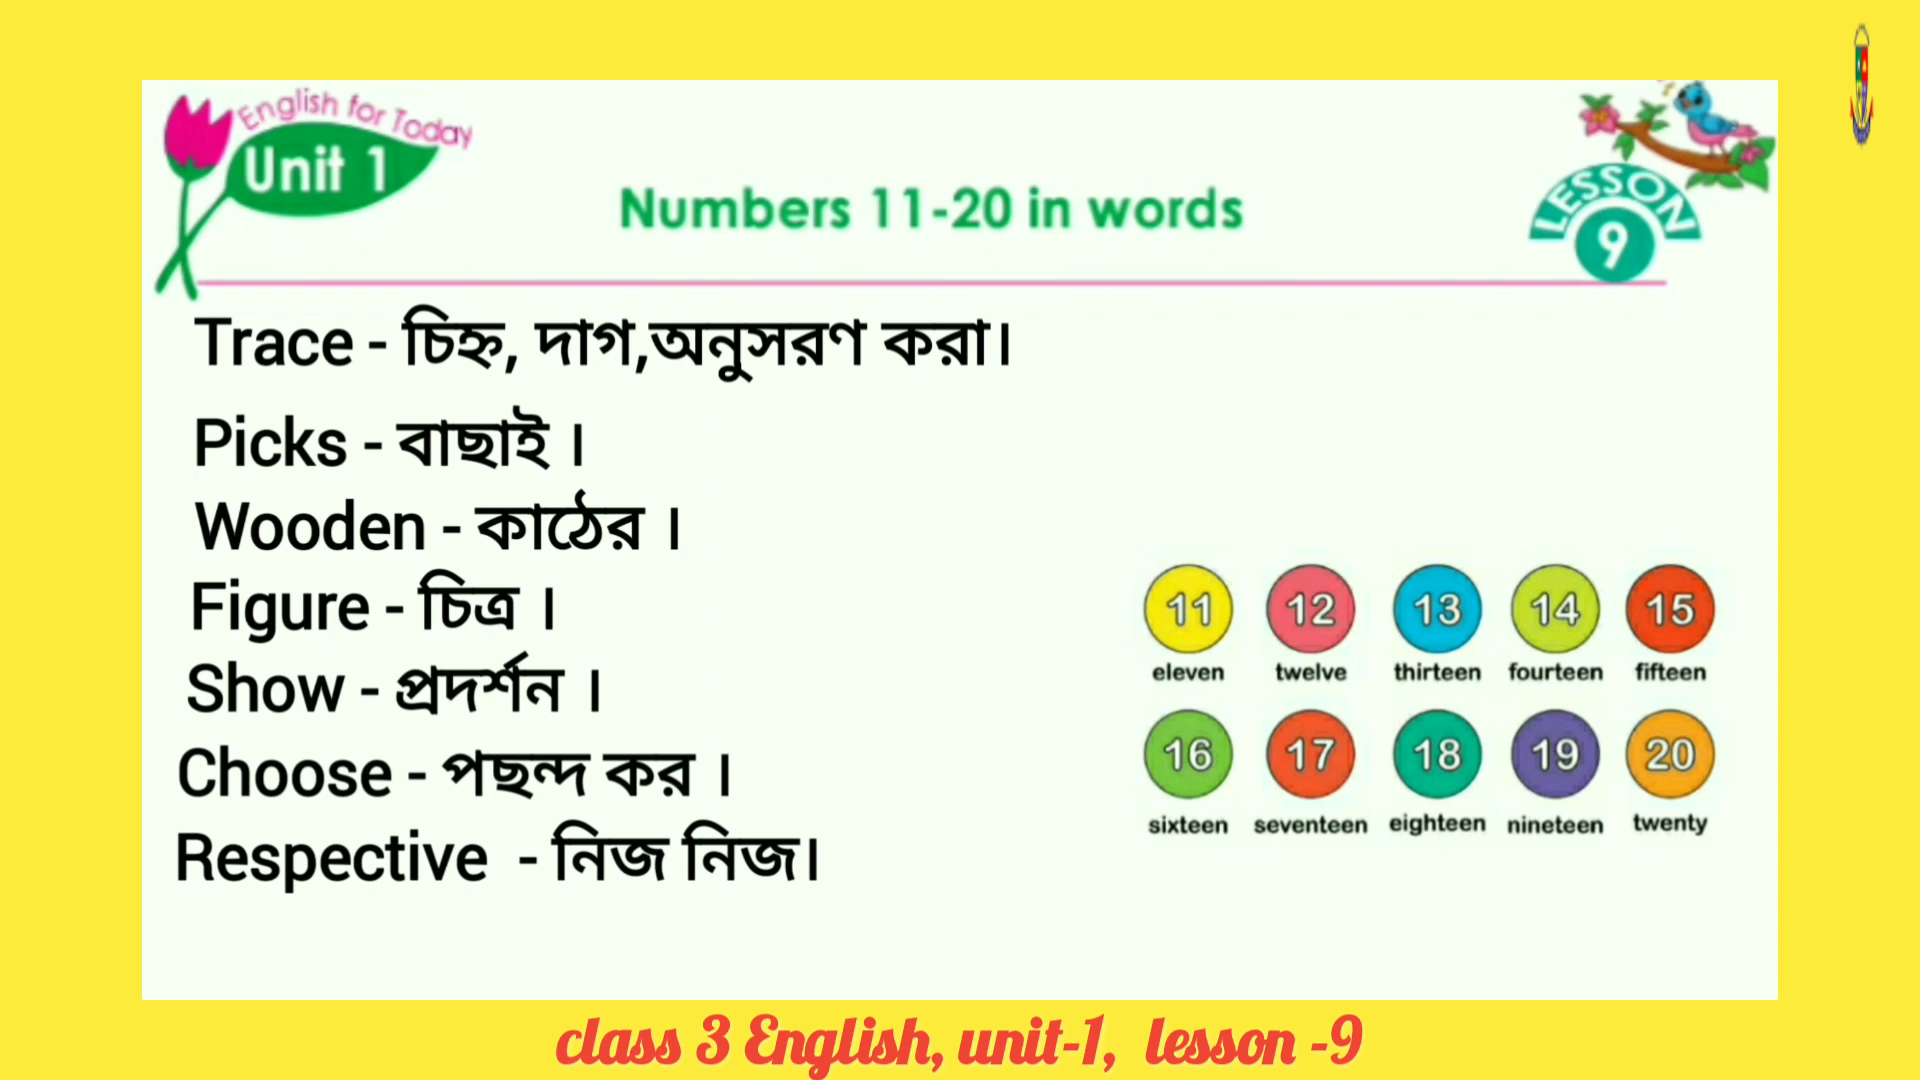 English for Today
Unit 1
Numbers 11-20 in words
LESSON
9
Trace - চিহ্ন, দাগ,অনুসরণ করা।
Picks - বাছাই ।
Wooden - কাঠের ।
Figure - চিত্র ।
Show - প্রদর্শন ।
Choose - পছন্দ কর ।
Respective - নিজ নিজ।
11 12 13 14 15
eleven twelve thirteen fourteen fifteen
16 17 18 19 20
sixteen seventeen eighteen nineteen twenty
class 3 English, unit-1, lesson -9